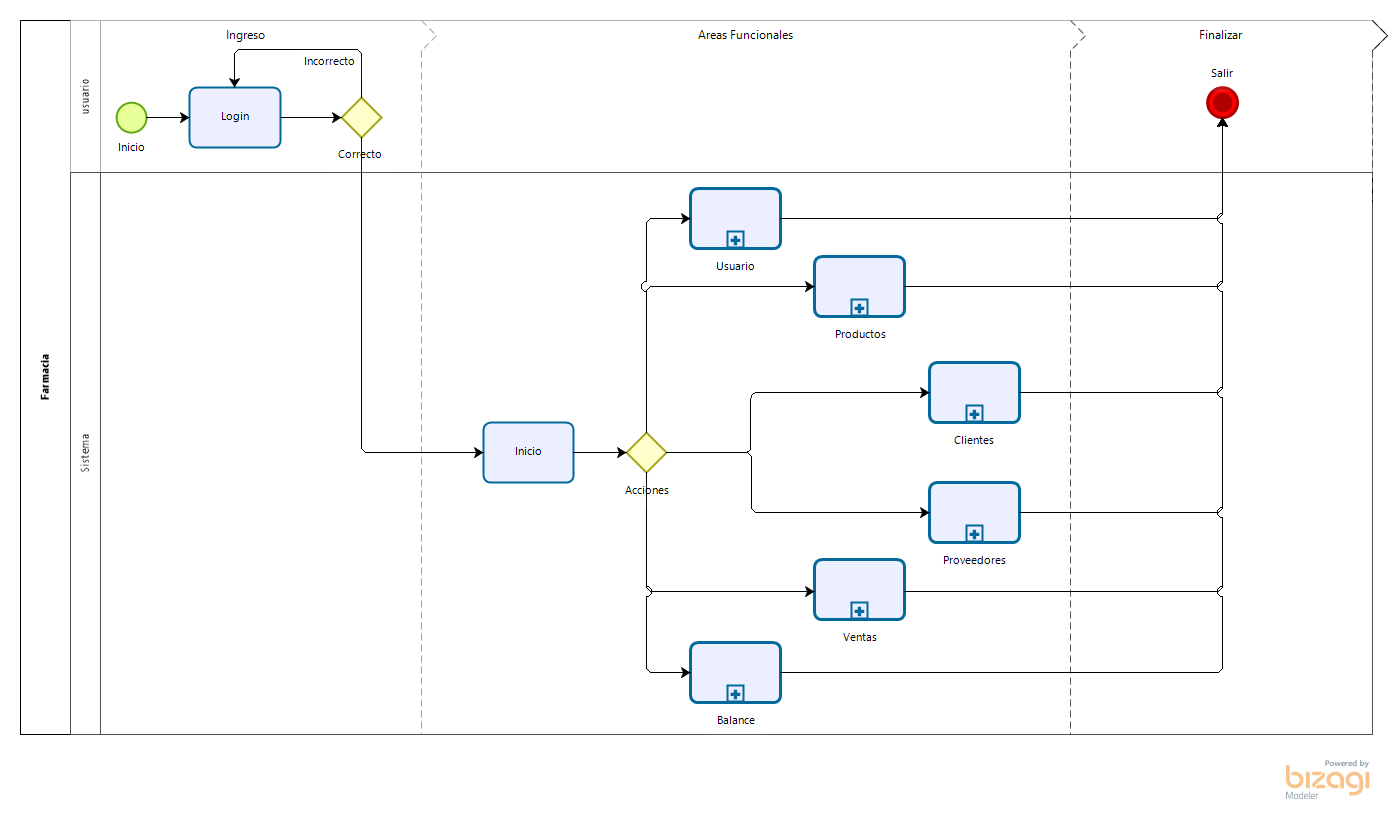 Ingreso
Areas Funcionales
Finalizar
Incorrecto
Salir
usuario
Login
Inicio
Correcto
Usuario
Productos
Farmacia
Sistema
Clientes
Inicio
Acciones
Proveedores
Ventas
Balance
Powered by
bizagi
Modeler